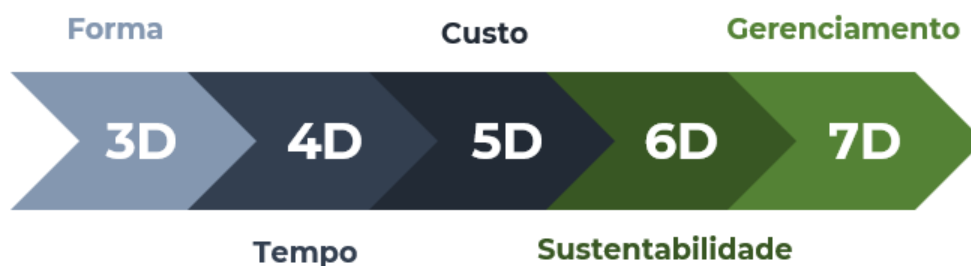 Forma
Custo
Gerenciamento
3D
4D
5D
6D
7D
Tempo
Sustentabilidade